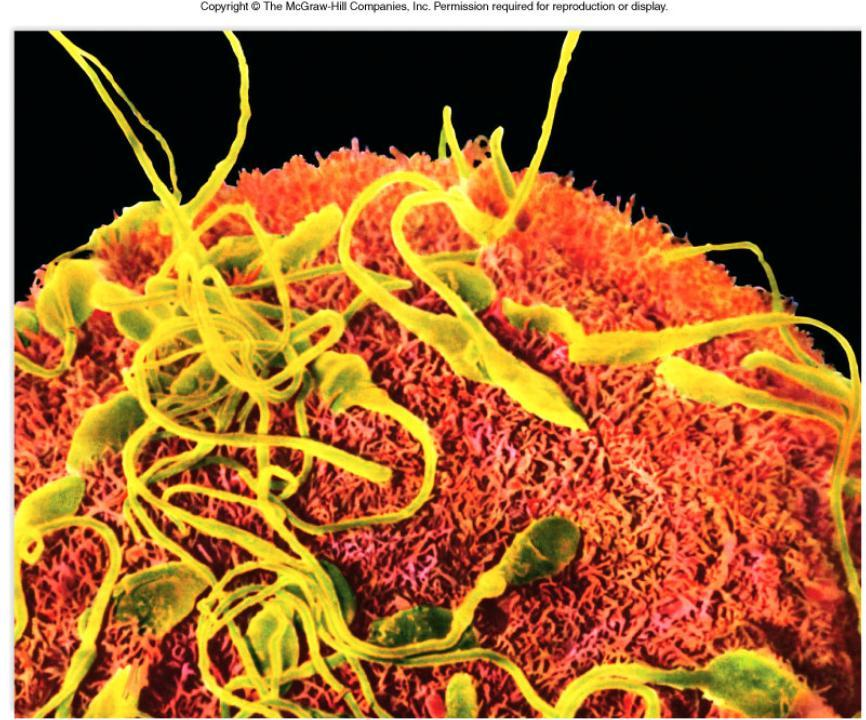 Copyright © The McGraw-Hill Companies, Inc. Permission required for reproduction or display.